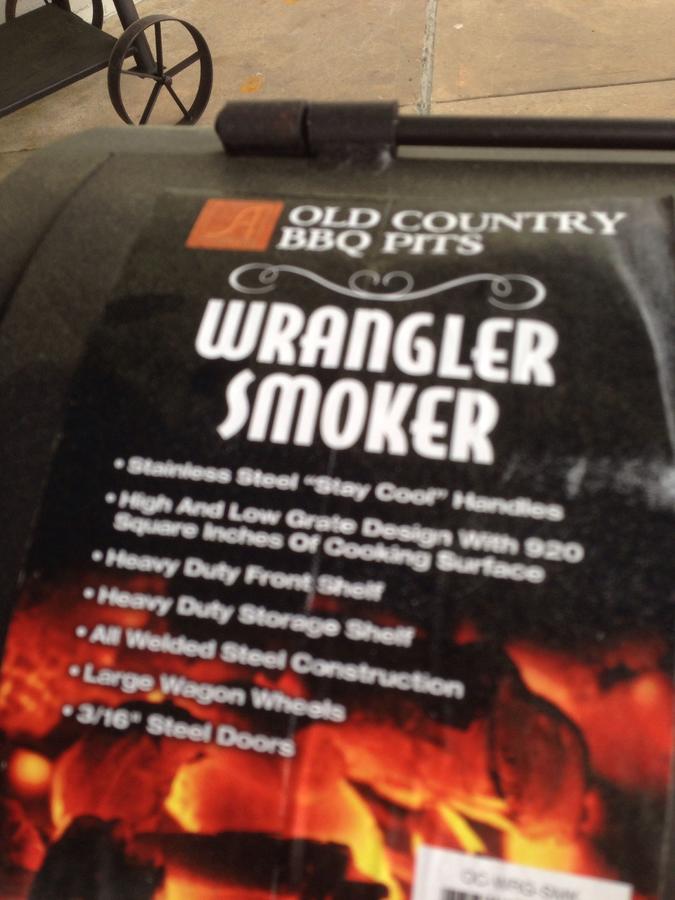 OLD COUNTRY
BBQ PITS
WRANGLER
SMOKER
• Stainless Steel "Stay Cool" Handles
• High And Low Grate Design With 920
Square Inches Of Cooking Surface
• Heavy Duty Front Shelf
• Heavy Duty Storage Shelf
• All Welded Steel Construction
• Large Wagon Wheels
• 3/16" Steel Doors